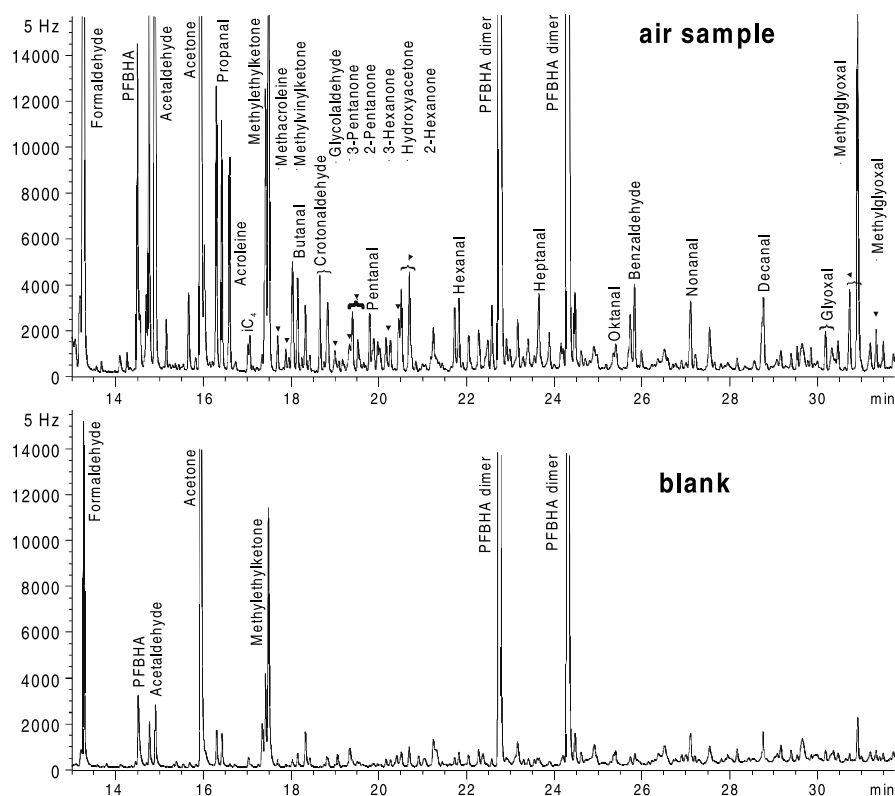 5 Hz
14000
12000
10000
8000
6000
4000
2000
0
Formaldehyde
PFBHA
Acetaldehyde
Acetone
Propanal
Acroleine
iC4
Methylethylketone
Methacroleine
Methylvinylketone
Butanal
Crotonaldehyde
Glycolaldehyde
3-Pentanone
2-Pentanone
Pentanal
3-Hexanone
Hydroxyacetone
2-Hexanone
Hexanal
PFBHA dimer
Heptanal
PFBHA dimer
Oktanal
Benzaldehyde
air sample
Nonanal
Decanal
Glyoxal
Methylglyoxal
Methylglyoxal
14 16 18 20 22 24 26 28 30 min
5 Hz
14000
12000
10000
8000
6000
4000
2000
0
Formaldehyde
PFBHA
Acetaldehyde
Acetone
Methylethylketone
PFBHA dimer
PFBHA dimer
blank
14 16 18 20 22 24 26 28 30 min